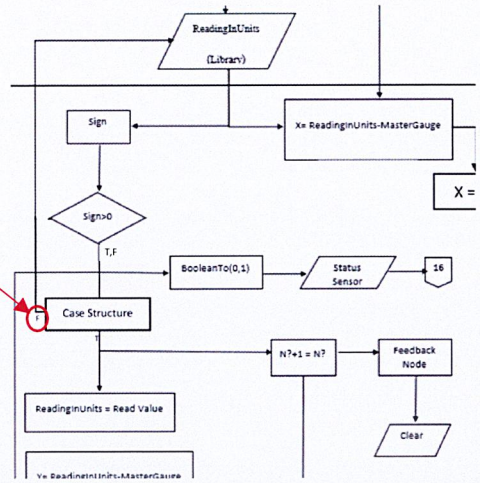 ReadingInUnits
(Library)
Sign
X= ReadingInUnits-MasterGauge
X =
Sign>0
T,F
BooleanTo(0,1)
Status
Sensor
16
F
Case Structure
T
N?+1 = N?
Feedback
Node
ReadingInUnits = Read Value
Clear
Y= ReadingInUnits-MasterGauge